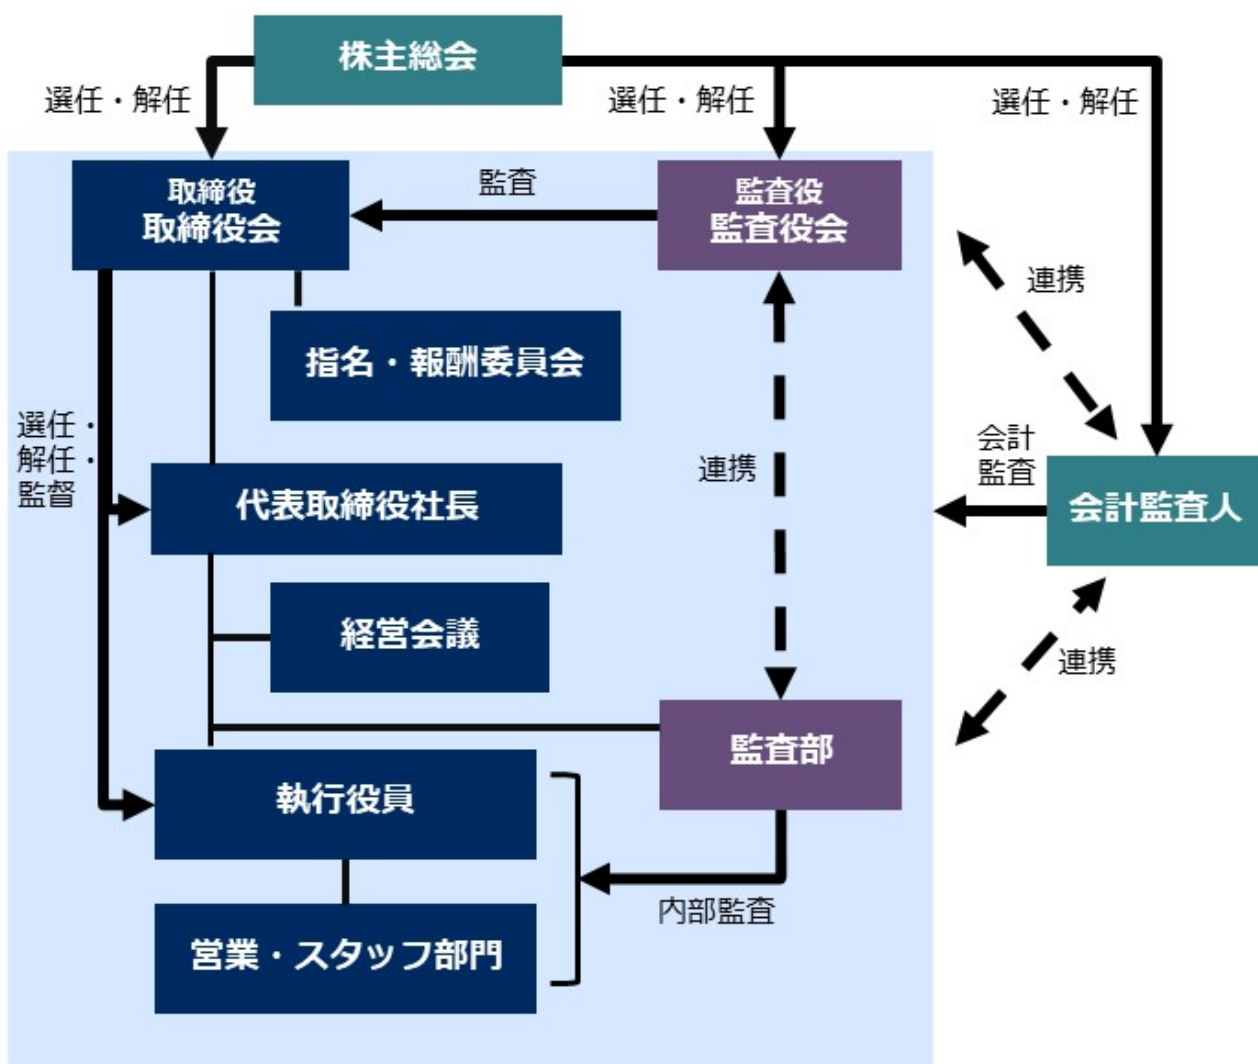 株主総会
選任・解任
選任・解任
選任・解任
取締役
取締役会
監査
監査役
監査役会
連携
指名・報酬委員会
選任・
解任・
監督
連携
会計
監査
代表取締役社長
会計監査人
経営会議
連携
監査部
執行役員
内部監査
営業・スタッフ部門